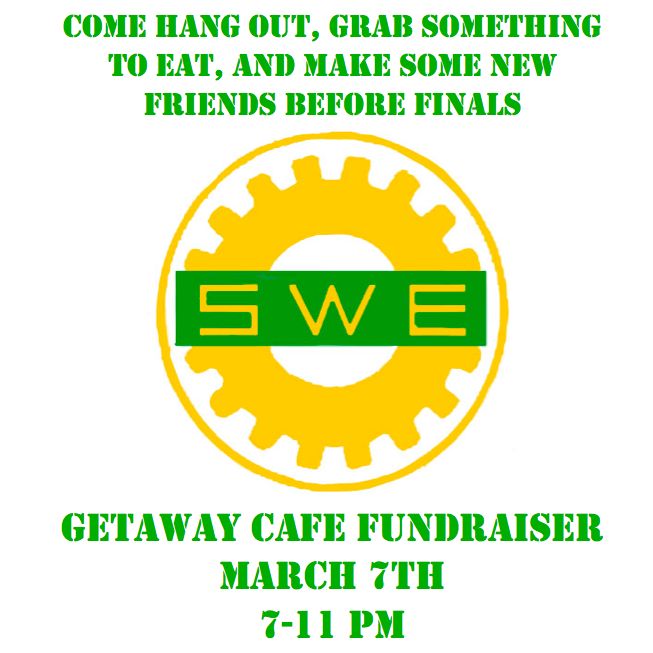 COME HANG OUT, GRAB SOMETHING
TO EAT, AND MAKE SOME NEW
FRIENDS BEFORE FINALS
SWE
GETAWAY CAFE FUNDRAISER
MARCH 7TH
7-11 PM